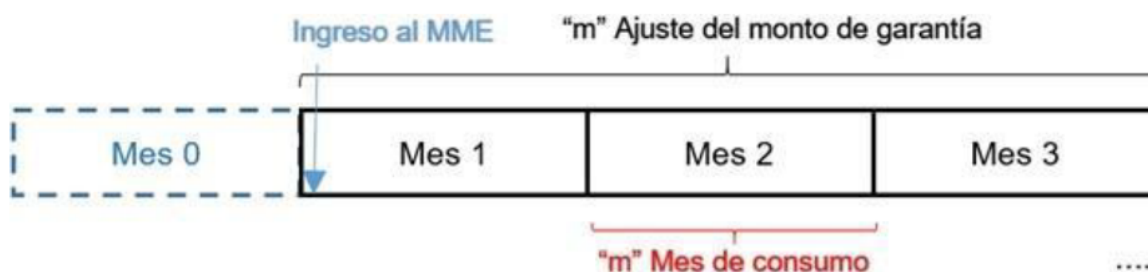 Ingreso al MME “m” Ajuste del monto de garantía
Mes 0 Mes 1 Mes 2 Mes 3
“m” Mes de consumo ....